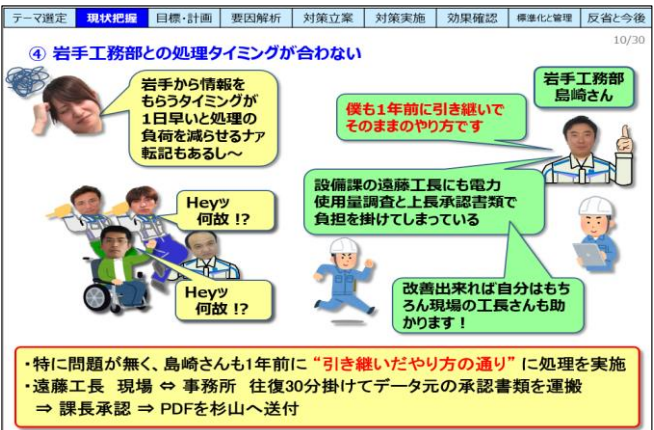 テーマ選定 現状把握 目標・計画 要因解析 対策立案 対策実施 効果確認 標準化と管理 反省と今後
10/30
④ 岩手工務部との処理タイミングが合わない
岩手から情報を
もらうタイミングが
1日早いと処理の
負荷を減らせるナァ
転記もあるし～
岩手工務部
島崎さん
僕も1年前に引き継いで
そのままのやり方です
設備課の遠藤工長にも電力
使用量調査と上長承認書類で
負担を掛けてしまっている
Heyッ
何故 !?
Heyッ
何故 !?
改善出来れば自分はもち
ろん現場の工長さんも助
かります！
・特に問題が無く、島崎さんも1年前に “引き継いだやり方の通り” に処理を実施
・遠藤工長 現場 ⇔ 事務所 往復30分掛けてデータ元の承認書類を運搬
⇒ 課長承認 ⇒ PDFを杉山へ送付